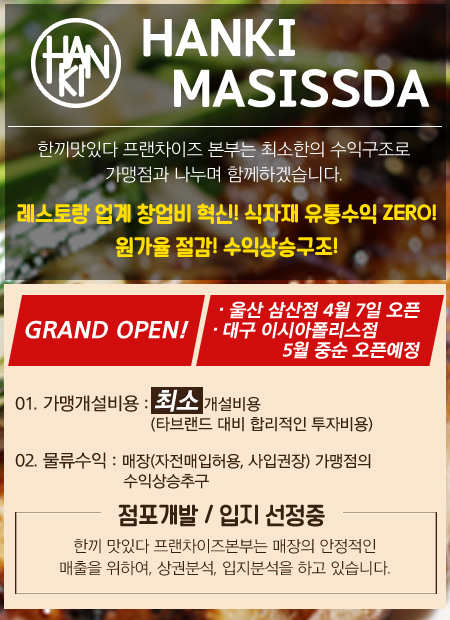 HAN
KI
HANKI
MASISSDA
한끼맛있다 프랜차이즈 본부는 최소한의 수익구조로
가맹점과 나누며 함께하겠습니다.
레스토랑 업계 창업비 혁신! 식자재 유통수익 ZERO!
원가율 절감! 수익상승구조!
GRAND OPEN!
· 울산 삼산점 4월 7일 오픈
· 대구 이시아폴리스점
5월 중순 오픈예정
01. 가맹개설비용 : 최소 개설비용
(타브랜드 대비 합리적인 투자비용)
02. 물류수익 : 매장(자전매입허용, 사입권장) 가맹점의
수익상승추구
점포개발 / 입지 선정중
한끼 맛있다 프랜차이즈본부는 매장의 안정적인
매출을 위하여, 상권분석, 입지분석을 하고 있습니다.